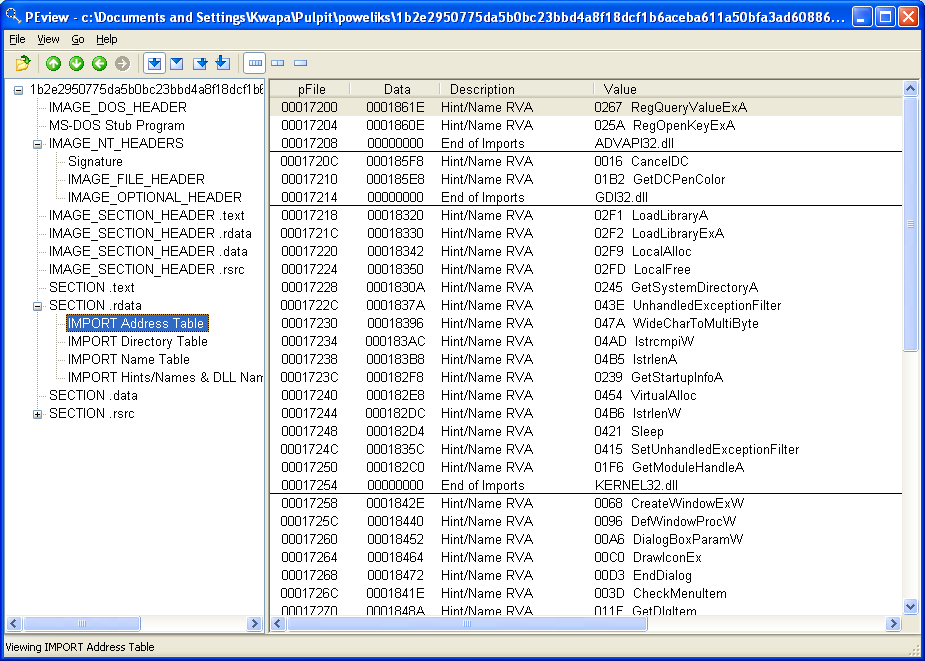 PEview - c:\Documents and Settings\Kwapa\Pulpit\poweliks\1b2e2950775da5b0bc23bbd4a8f18dcf1b6aceba611a50bfa3ad60886...
File View Go Help
1b2e2950775da5b0bc23bbd4a8f18dcf1b6
IMAGE_DOS_HEADER
MS-DOS Stub Program
IMAGE_NT_HEADERS
Signature
IMAGE_FILE_HEADER
IMAGE_OPTIONAL_HEADER
IMAGE_SECTION_HEADER .text
IMAGE_SECTION_HEADER .rdata
IMAGE_SECTION_HEADER .data
IMAGE_SECTION_HEADER .rsrc
SECTION .text
SECTION .rdata
IMPORT Address Table
IMPORT Directory Table
IMPORT Name Table
IMPORT Hints/Names & DLL Nam
SECTION .data
SECTION .rsrc
pFile Data Description Value
00017200 0001861E Hint/Name RVA 0267 RegQueryValueExA
00017204 0001860E Hint/Name RVA 025A RegOpenKeyExA
00017208 00000000 End of Imports ADVAPI32.dll
0001720C 000185F8 Hint/Name RVA 0016 CancelDC
00017210 000185E8 Hint/Name RVA 01B2 GetDCPenColor
00017214 00000000 End of Imports GDI32.dll
00017218 00018320 Hint/Name RVA 02F1 LoadLibraryA
0001721C 00018330 Hint/Name RVA 02F2 LoadLibraryExA
00017220 00018342 Hint/Name RVA 02F9 LocalAlloc
00017224 00018350 Hint/Name RVA 02FD LocalFree
00017228 0001830A Hint/Name RVA 0245 GetSystemDirectoryA
0001722C 0001837A Hint/Name RVA 043E UnhandledExceptionFilter
00017230 00018396 Hint/Name RVA 047A WideCharToMultiByte
00017234 000183AC Hint/Name RVA 04AD lstrcmpiW
00017238 000183B8 Hint/Name RVA 04B5 lstrlenA
0001723C 000182F8 Hint/Name RVA 0239 GetStartupInfoA
00017240 000182E8 Hint/Name RVA 0454 VirtualAlloc
00017244 000182DC Hint/Name RVA 04B6 lstrlenW
00017248 000182D4 Hint/Name RVA 0421 Sleep
0001724C 0001835C Hint/Name RVA 0415 SetUnhandledExceptionFilter
00017250 000182C0 Hint/Name RVA 01F6 GetModuleHandleA
00017254 00000000 End of Imports KERNEL32.dll
00017258 0001842E Hint/Name RVA 0068 CreateWindowExW
0001725C 00018440 Hint/Name RVA 0096 DefWindowProcW
00017260 00018452 Hint/Name RVA 00A6 DialogBoxParamW
00017264 00018464 Hint/Name RVA 00C0 DrawIconEx
00017268 00018472 Hint/Name RVA 00D3 EndDialog
0001726C 0001841E Hint/Name RVA 003D CheckMenuItem
00017270 0001848A Hint/Name RVA 011F GetDlgItem
Viewing IMPORT Address Table